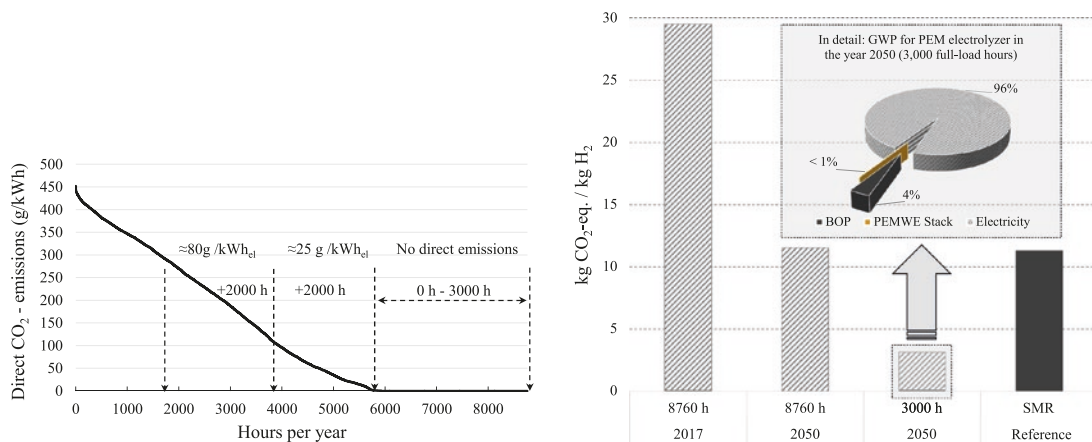 Direct CO2 - emissions (g/kWh)
500
450
400
350
300
250
200
150
100
50
0
≈80g /kWhel
≈25 g /kWhel
No direct emissions
+2000 h
+2000 h
0 h - 3000 h
0
1000
2000
3000
4000
5000
6000
7000
8000
Hours per year
kg CO2-eq. / kg H2
30
25
20
15
10
5
0
In detail: GWP for PEM electrolyzer in
the year 2050 (3,000 full-load hours)
96%
< 1%
4%
BOP
PEMWE Stack
Electricity
8760 h
8760 h
3000 h
SMR
2017
2050
2050
Reference